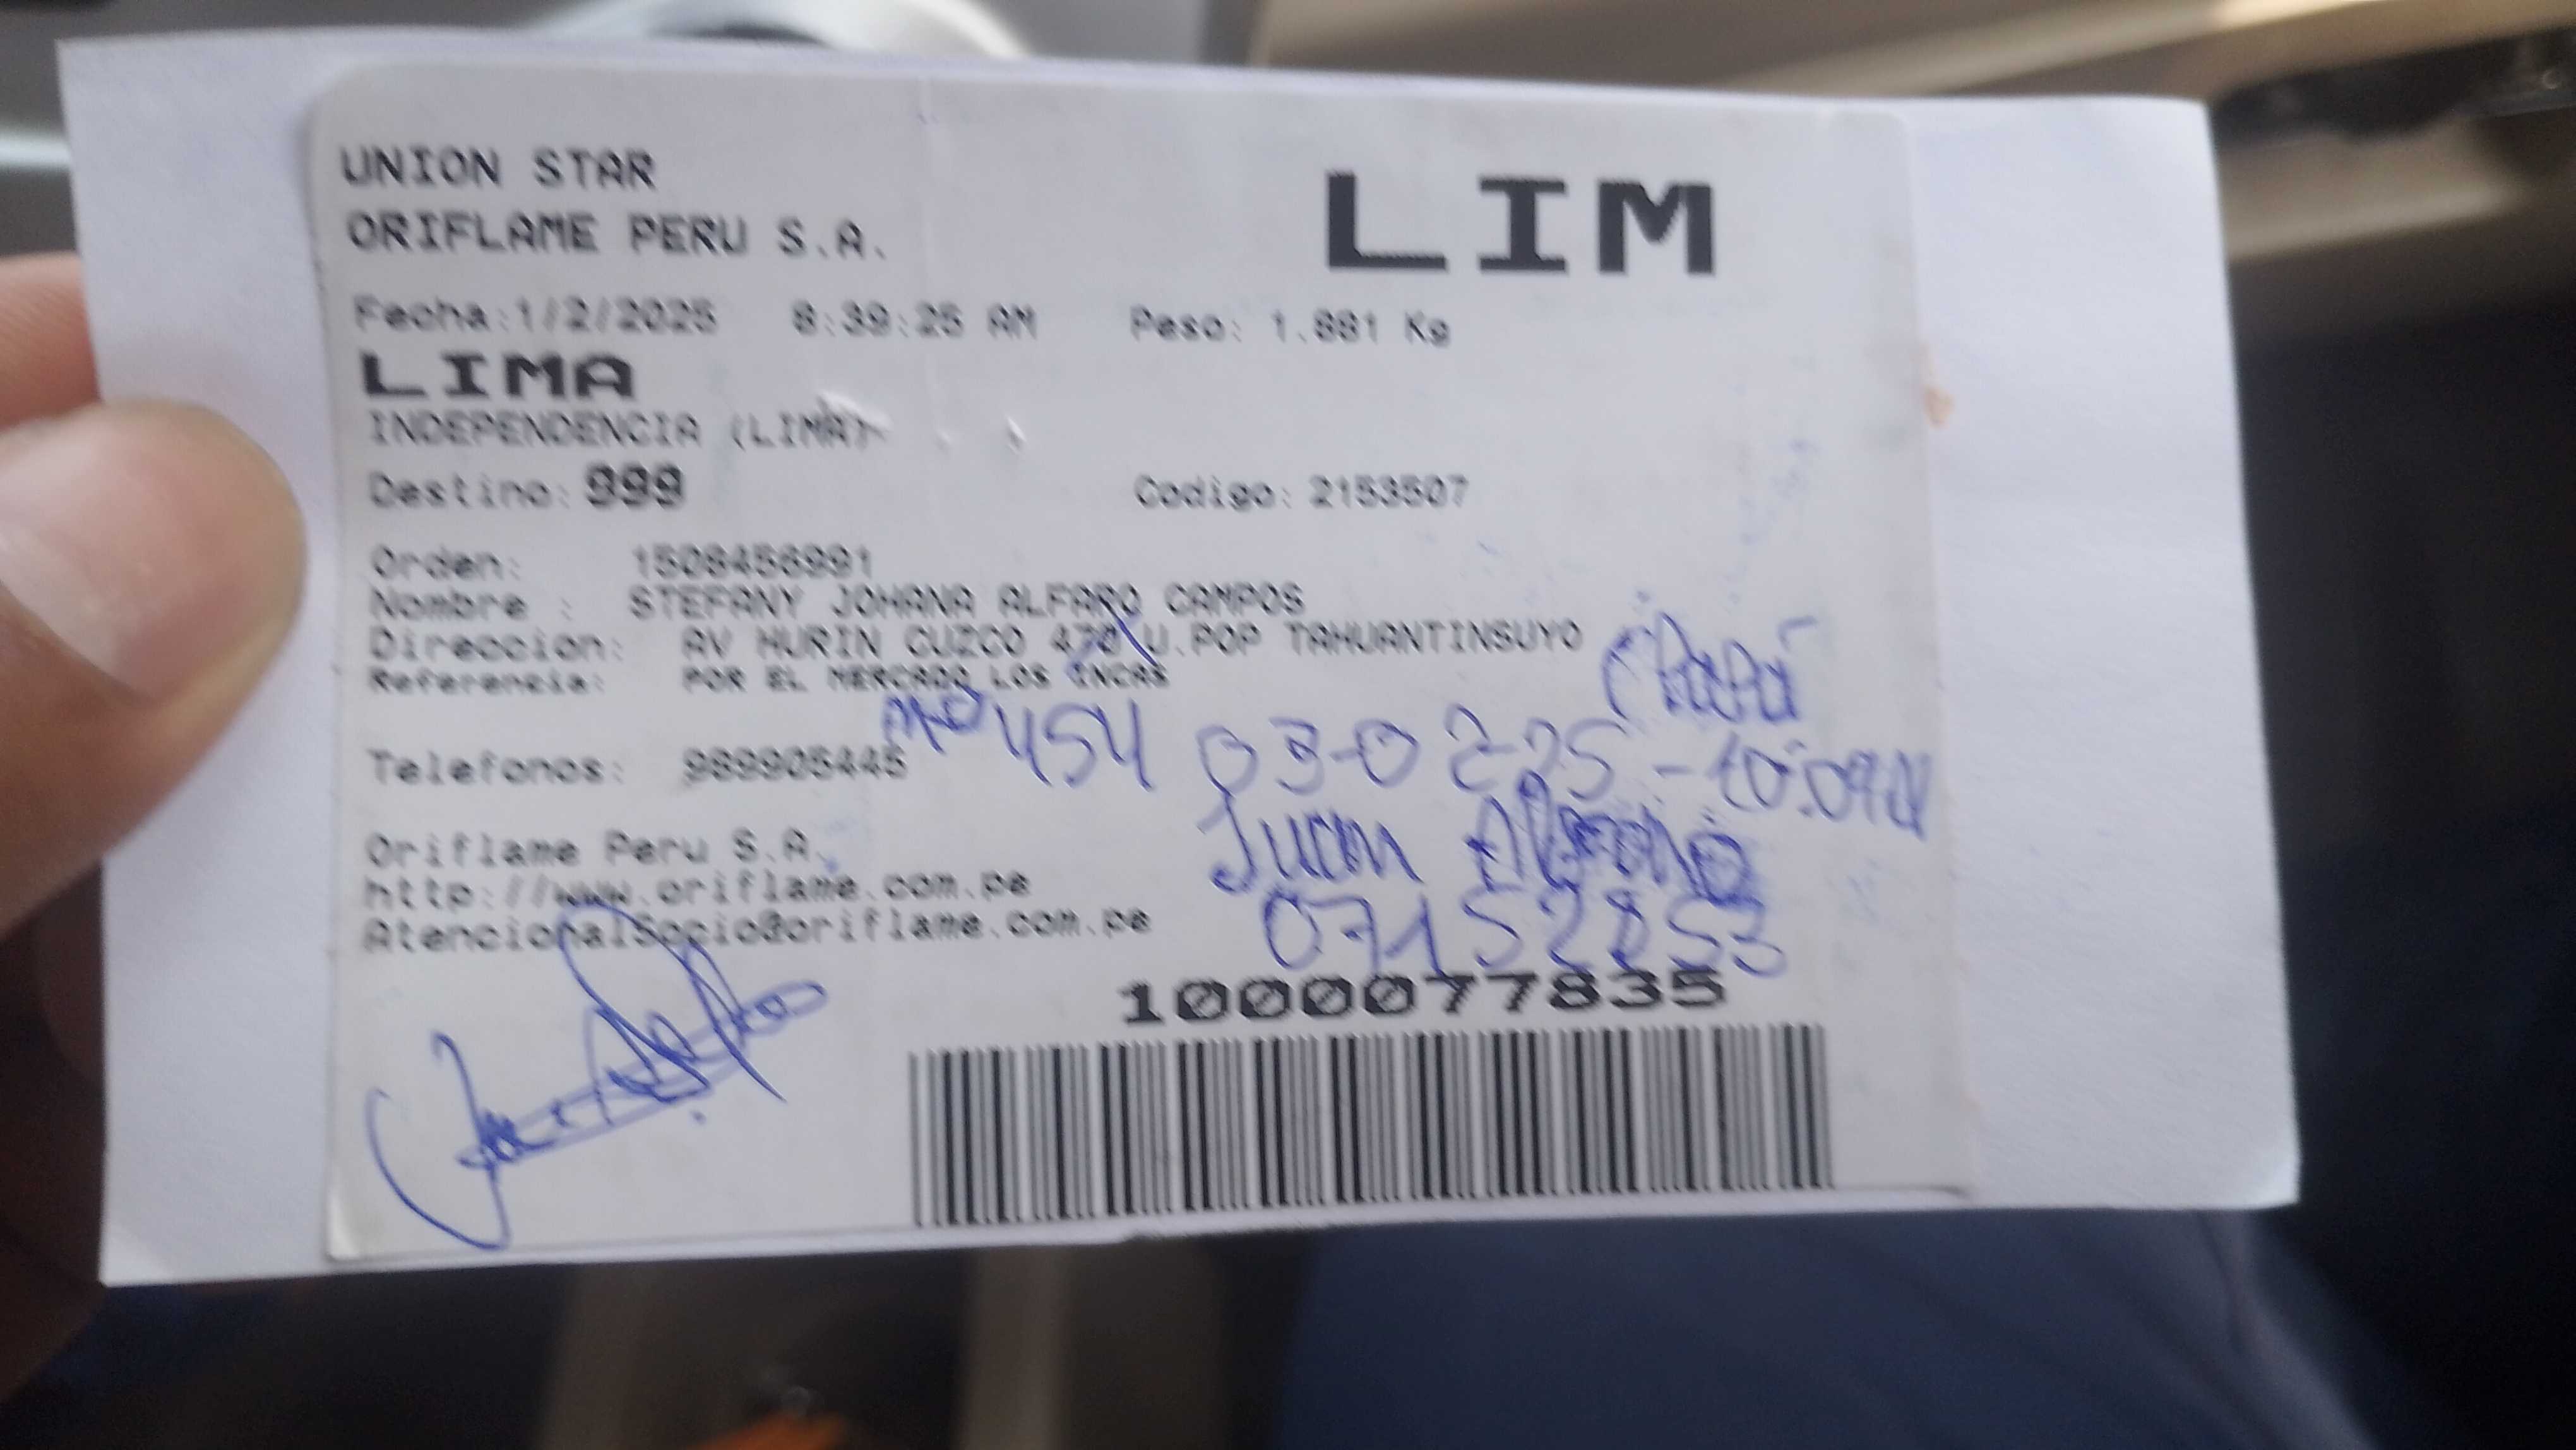 UNION STAR
LIM
ORIFLAME PERU S.A.
Fecha:1/2/2025 8:39:25 AM Peso: 1.881 Kg
LIMA
INDEPENDENCIA (LIMA)
Destino: 999 Codigo: 2153507
Orden: 1508456991
Nombre : STEFANY JOHANA ALFARO CAMPOS
Direccion: AV HURIN CUZCO 470 U.POP TAHUANTINSUYO
Referencia: POR EL MERCADO LOS INCAS
(Papá
454 03-02-25 -
Telefonos: 989905445
Juan Alfaro
Oriflame Peru S.A.
http://www.oriflame.com.pe
07152853
AtencionalSocio@oriflame.com.pe
1000077835